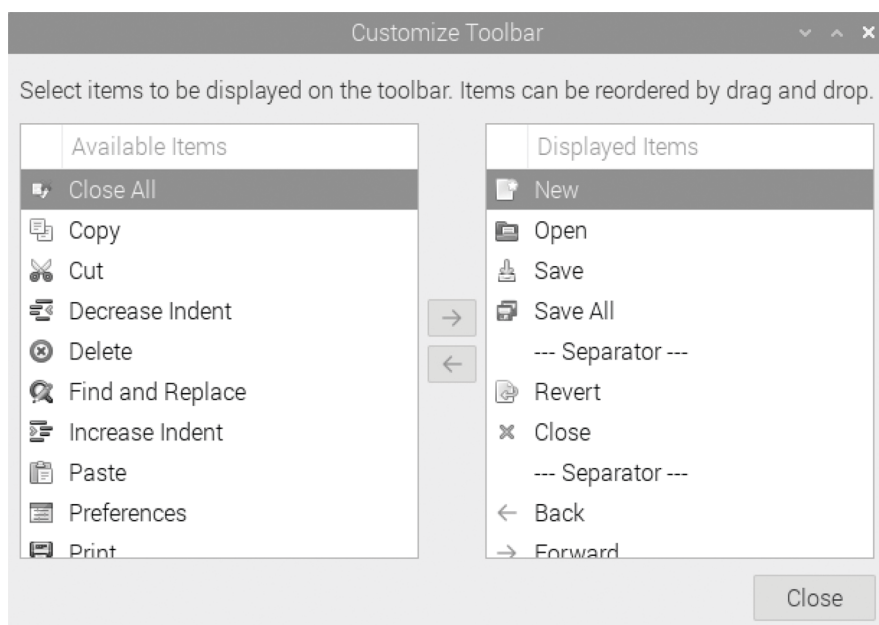 Customize Toolbar
Select items to be displayed on the toolbar. Items can be reordered by drag and drop.
Available Items
Close All
Copy
Cut
Decrease Indent
Delete
Find and Replace
Increase Indent
Paste
Preferences
Print
Displayed Items
New
Open
Save
Save All
--- Separator ---
Revert
Close
--- Separator ---
Back
Forward
Close